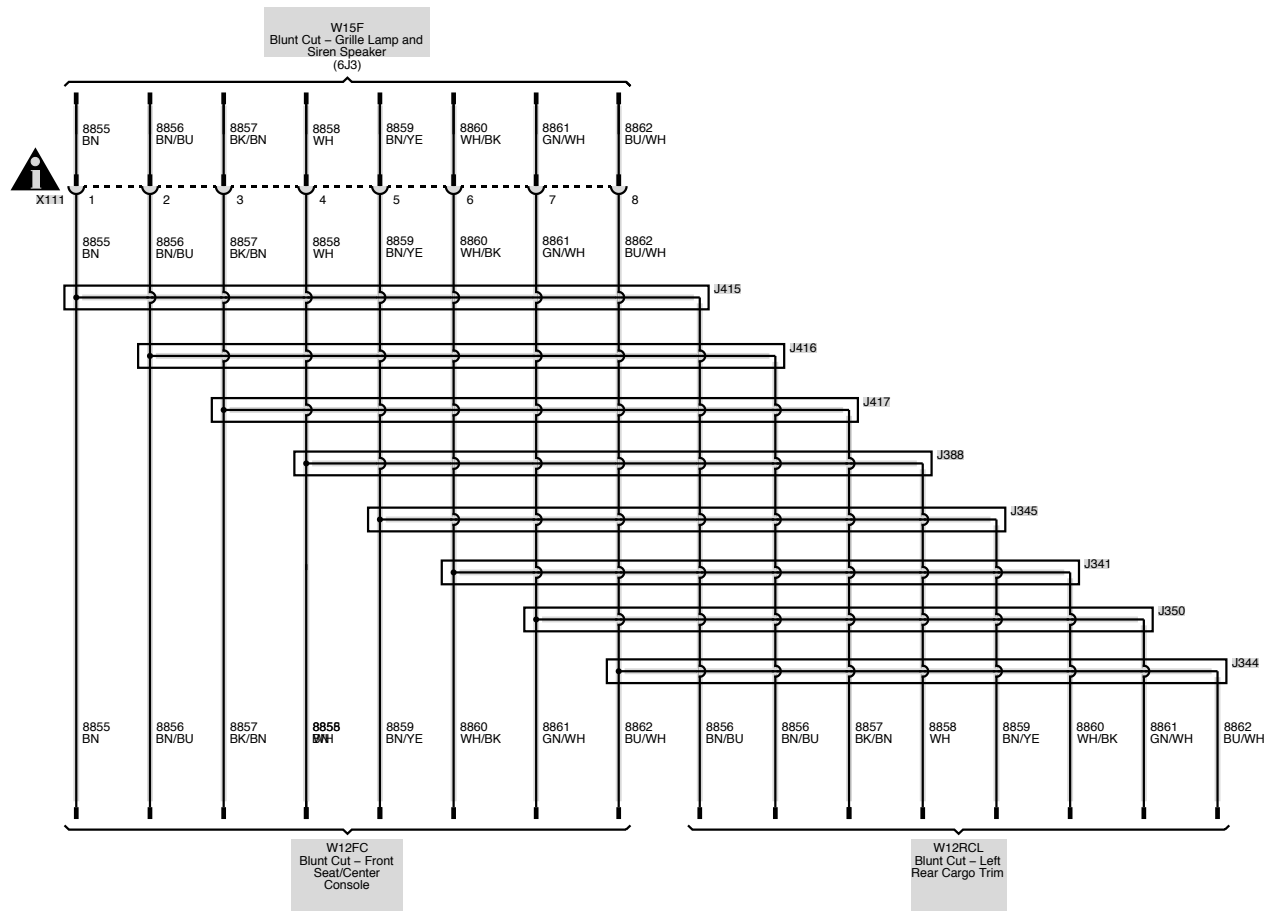 W15F
Blunt Cut – Grille Lamp and
Siren Speaker
(6J3)
8855
BN
8856
BN/BU
8857
BK/BN
8858
WH
8859
BN/YE
8860
WH/BK
8861
GN/WH
8862
BU/WH
i
X111 1 2 3 4 5 6 7 8
8855
BN
8856
BN/BU
8857
BK/BN
8858
WH
8859
BN/YE
8860
WH/BK
8861
GN/WH
8862
BU/WH
J415
J416
J417
J388
J345
J341
J350
J344
8855
BN
8856
BN/BU
8857
BK/BN
8859
BN/YE
8860
WH/BK
8861
GN/WH
8862
BU/WH
8856
BN/BU
8856
BN/BU
8857
BK/BN
8858
WH
8859
BN/YE
8860
WH/BK
8861
GN/WH
8862
BU/WH
W12FC
Blunt Cut – Front
Seat/Center
Console
W12RCL
Blunt Cut – Left
Rear Cargo Trim